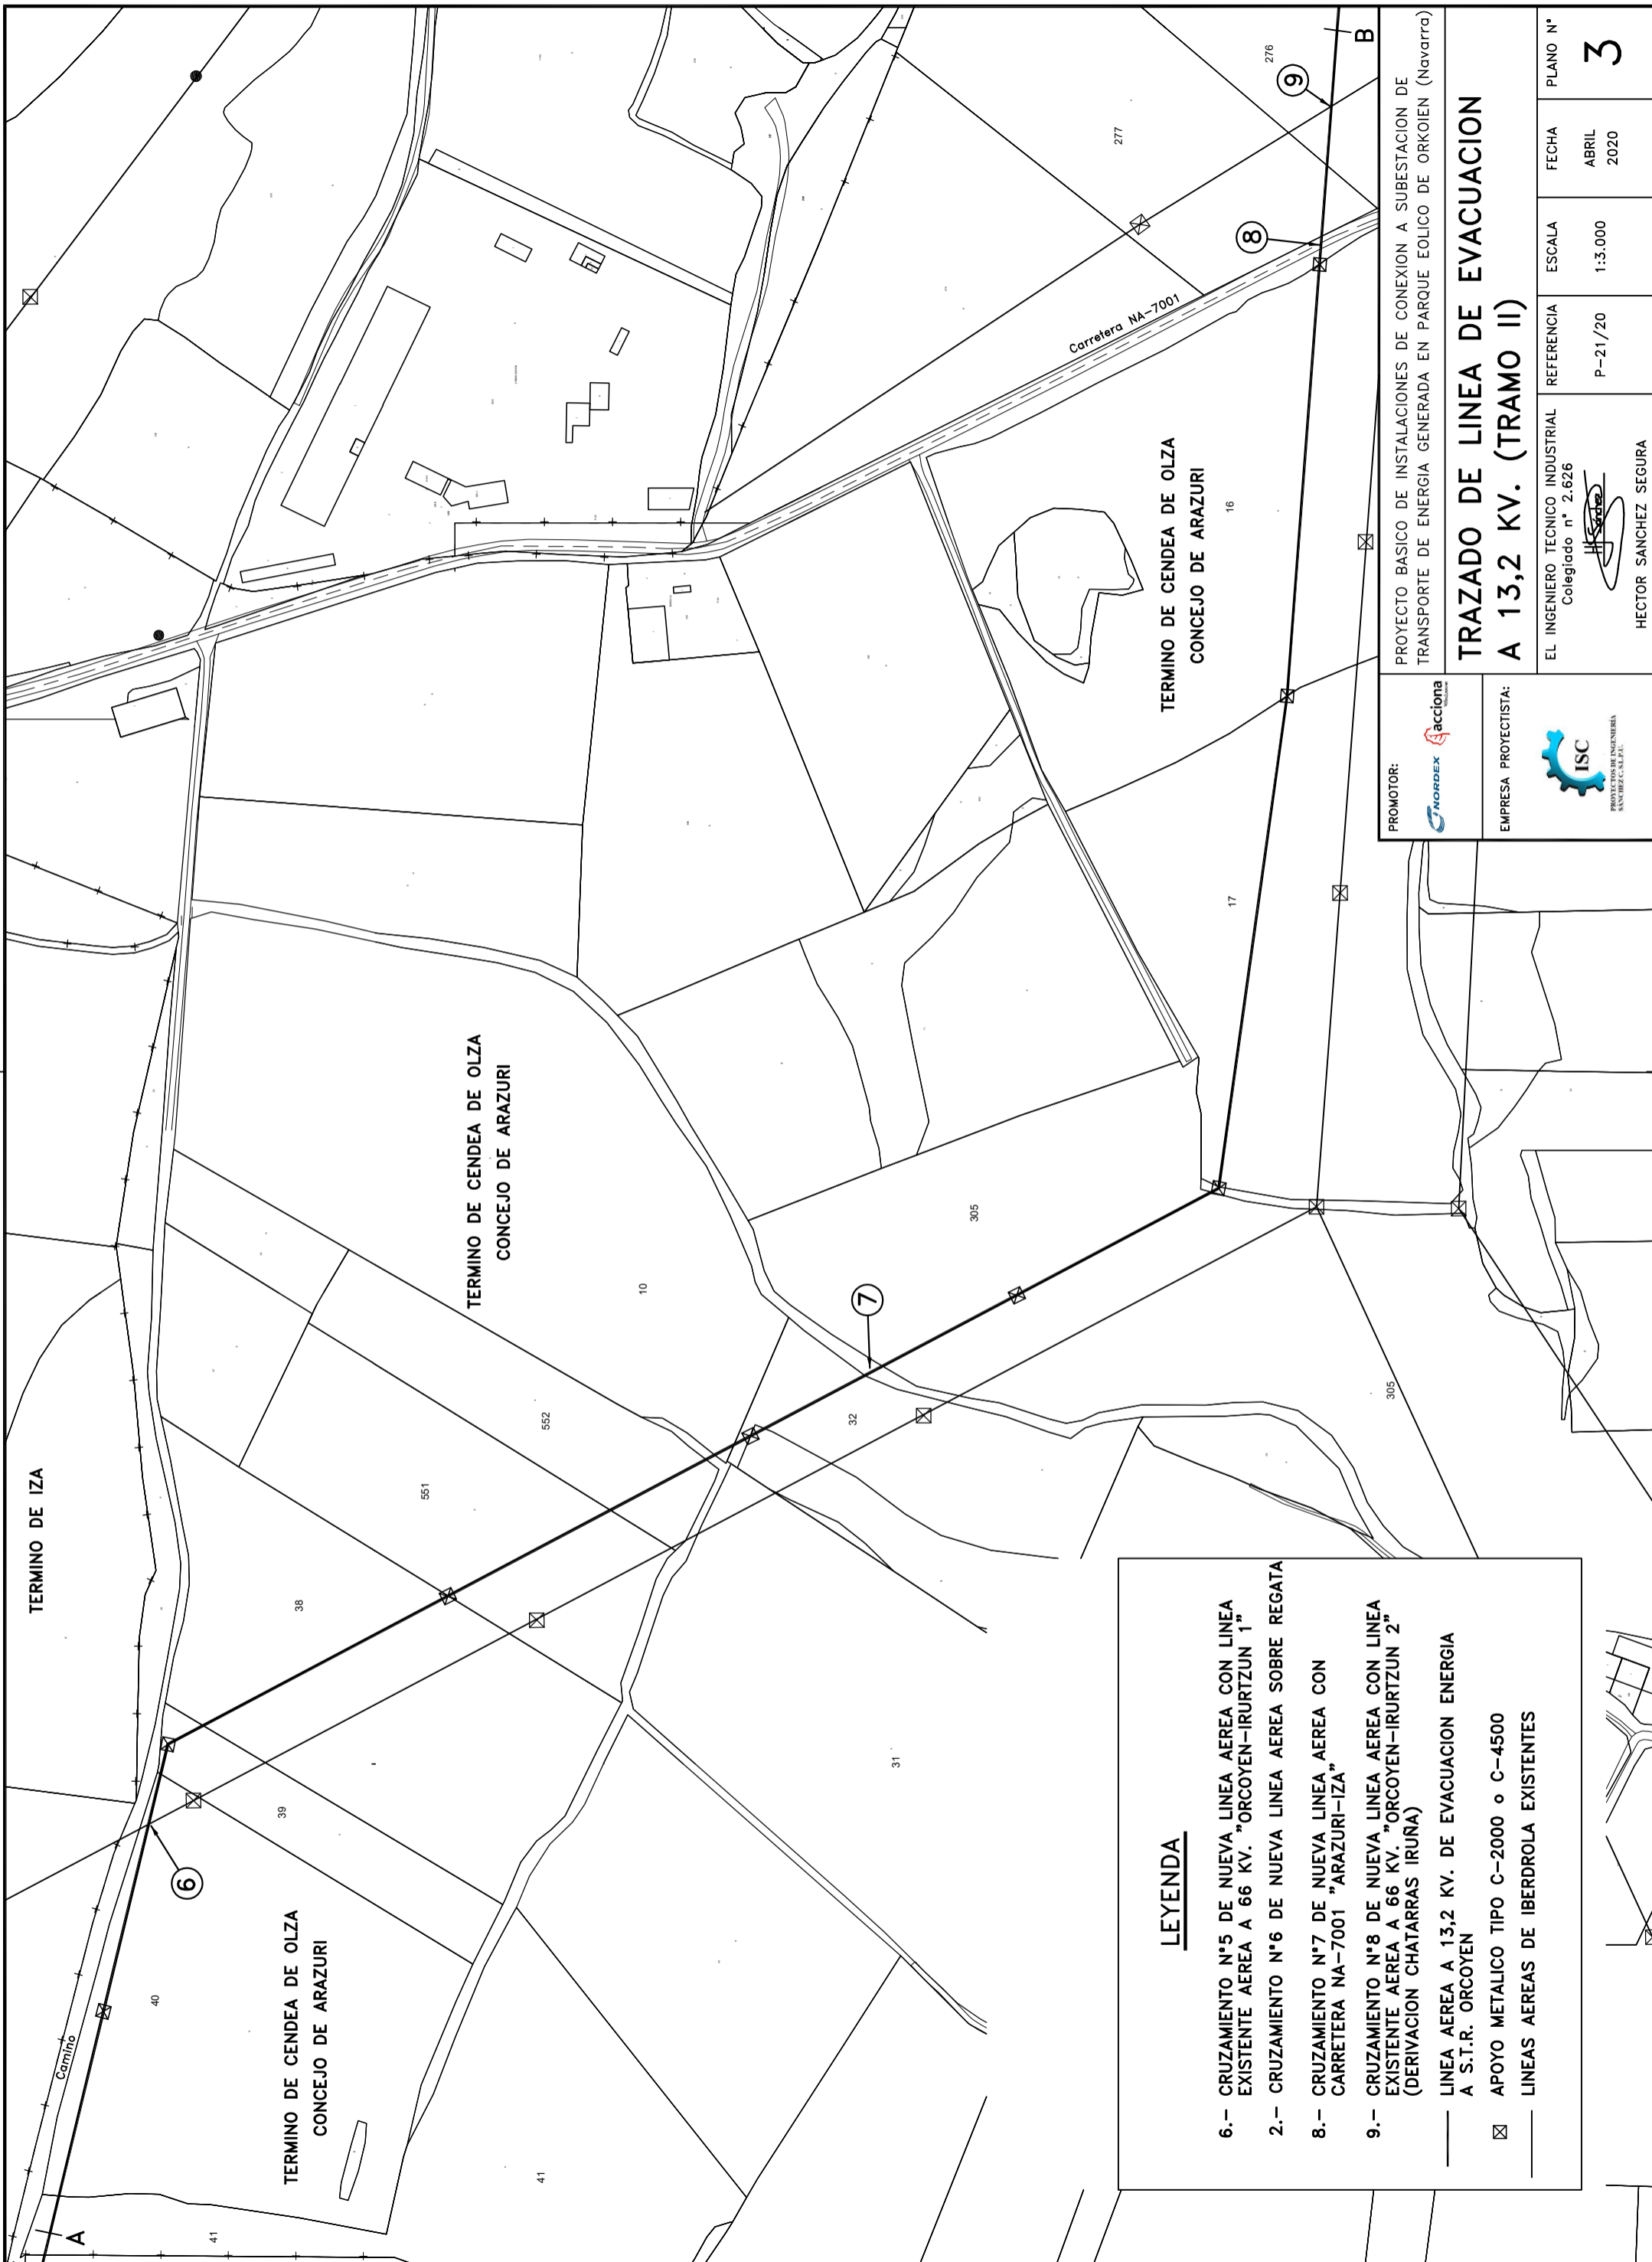 TERMINO DE IZA
Camino
A
41
40
6
39
38
TERMINO DE CENDEA DE OLZA
CONCEJO DE ARAZURI
41
31
551
552
10
TERMINO DE CENDEA DE OLZA
CONCEJO DE ARAZURI
32
7
305
305
17
16
TERMINO DE CENDEA DE OLZA
CONCEJO DE ARAZURI
Carretera NA-7001
8
277
9
276
B
LEYENDA
6.- CRUZAMIENTO Nº5 DE NUEVA LINEA AEREA CON LINEA
EXISTENTE AEREA A 66 KV. "ORCOYEN-IRURTZUN 1"
2.- CRUZAMIENTO Nº6 DE NUEVA LINEA AEREA SOBRE REGATA
8.- CRUZAMIENTO Nº7 DE NUEVA LINEA AEREA CON
CARRETERA NA-7001 "ARAZURI-IZA"
9.- CRUZAMIENTO Nº8 DE NUEVA LINEA AEREA CON LINEA
EXISTENTE AEREA A 66 KV. "ORCOYEN-IRURTZUN 2"
(DERIVACION CHATARRAS IRUÑA)
LINEA AEREA A 13,2 KV. DE EVACUACION ENERGIA
A S.T.R. ORCOYEN
APOYO METALICO TIPO C-2000 o C-4500
LINEAS AEREAS DE IBERDROLA EXISTENTES
PROMOTOR:
NORDEX acciona
EMPRESA PROYECTISTA:
ISC
PROYECTOS DE INGENIERÍA
SÁNCHEZ C. S.L.P.U.
PROYECTO BASICO DE INSTALACIONES DE CONEXION A SUBESTACION DE
TRANSPORTE DE ENERGIA GENERADA EN PARQUE EOLICO DE ORKOIEN (Navarra)
TRAZADO DE LINEA DE EVACUACION
A 13,2 KV. (TRAMO II)
EL INGENIERO TECNICO INDUSTRIAL
Colegiado nº 2.626
HECTOR SANCHEZ SEGURA
REFERENCIA
P-21/20
ESCALA
1:3.000
FECHA
ABRIL
2020
PLANO Nº
3